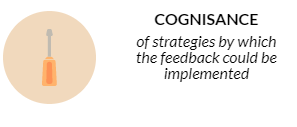 COGNISANCE
of strategies by which
the feedback could be
implemented